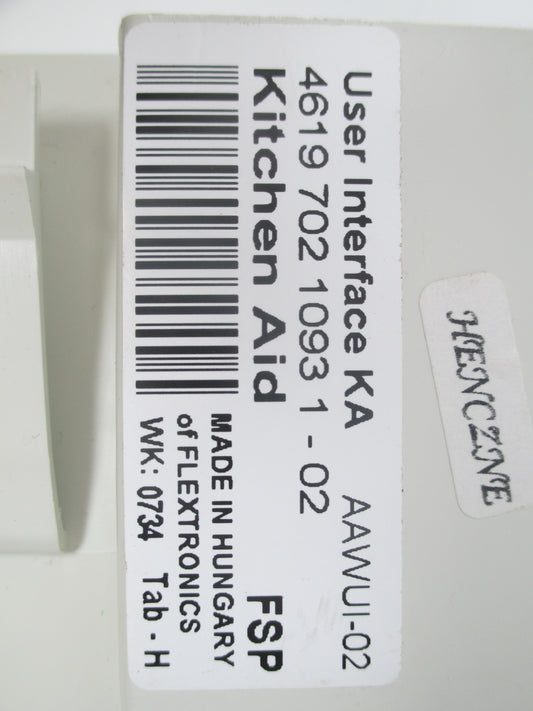 User Interface KA AAWUI-02
4619 702 1093 1 - 02
Kitchen Aid FSP
MADE IN HUNGARY
of FLEXTRONICS
WK: 0734 Tab - H
HENCZNE